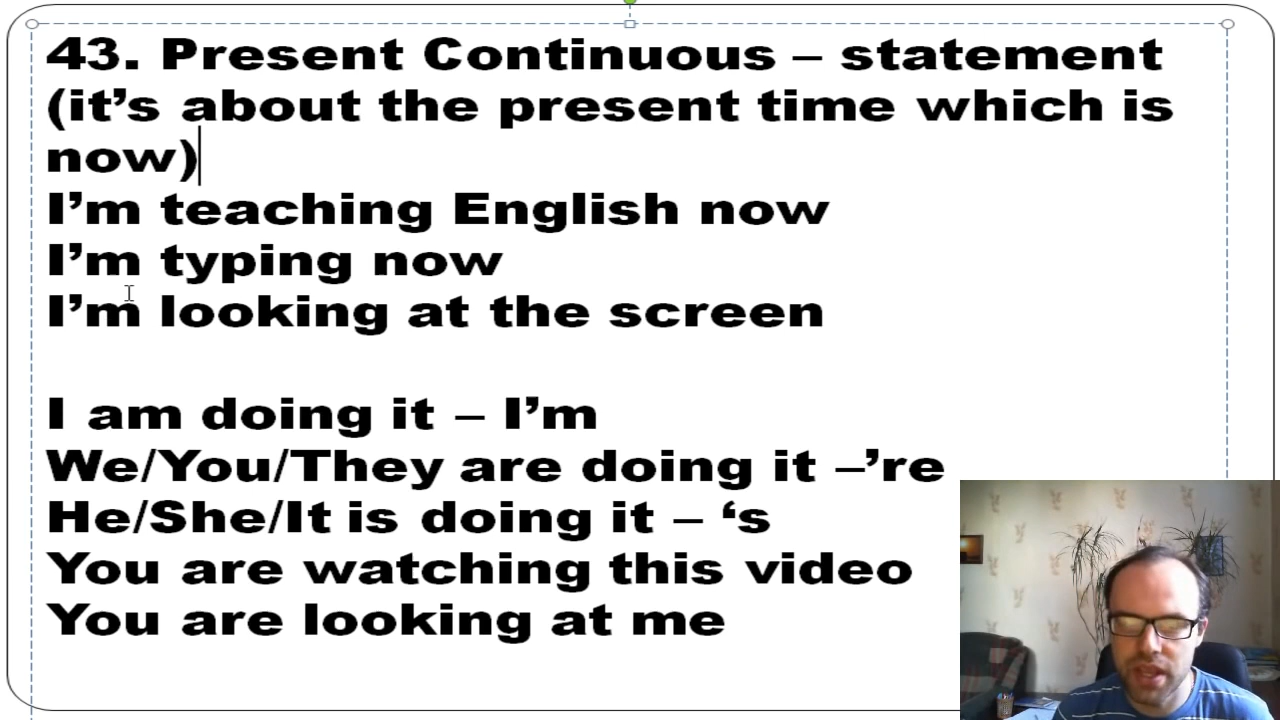 43. Present Continuous – statement
(it’s about the present time which is
now)
I’m teaching English now
I’m typing now
I’m looking at the screen
I am doing it – I’m
We/You/They are doing it –’re
He/She/It is doing it – ‘s
You are watching this video
You are looking at me